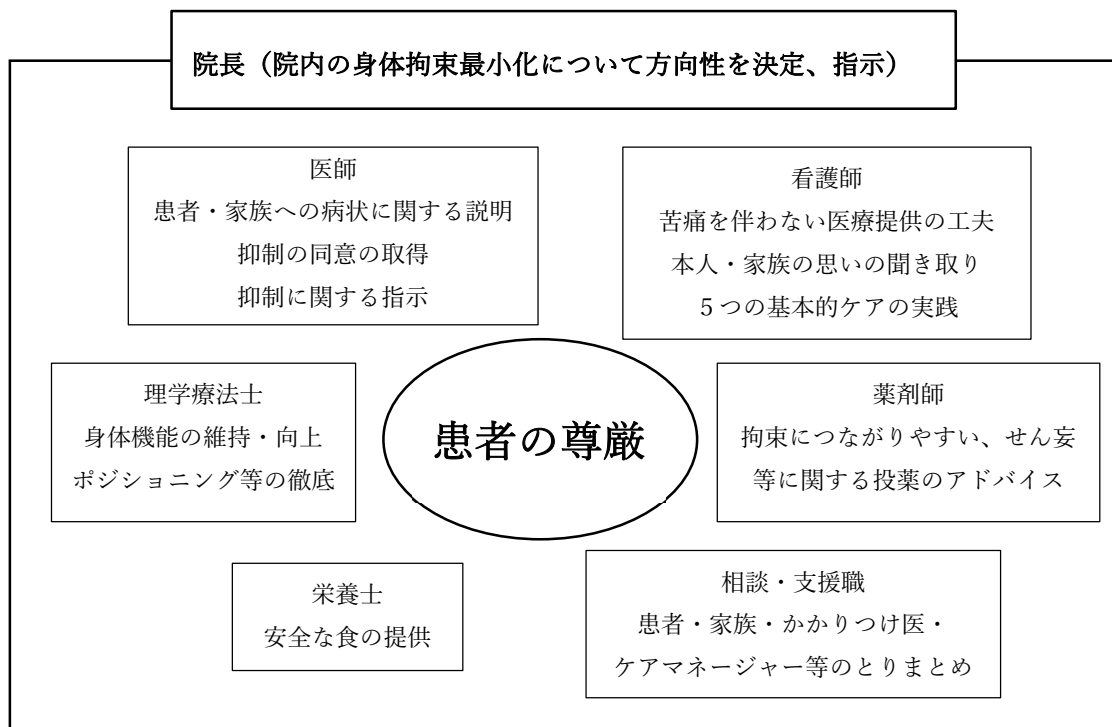 院長（院内の身体拘束最小化について方向性を決定、指示）
医師
患者・家族への病状に関する説明
抑制の同意の取得
抑制に関する指示
看護師
苦痛を伴わない医療提供の工夫
本人・家族の思いの聞き取り
５つの基本的ケアの実践
理学療法士
身体機能の維持・向上
ポジショニング等の徹底
患者の尊厳
薬剤師
拘束につながりやすい、せん妄
等に関する投薬のアドバイス
栄養士
安全な食の提供
相談・支援職
患者・家族・かかりつけ医・
ケアマネージャー等のとりまとめ